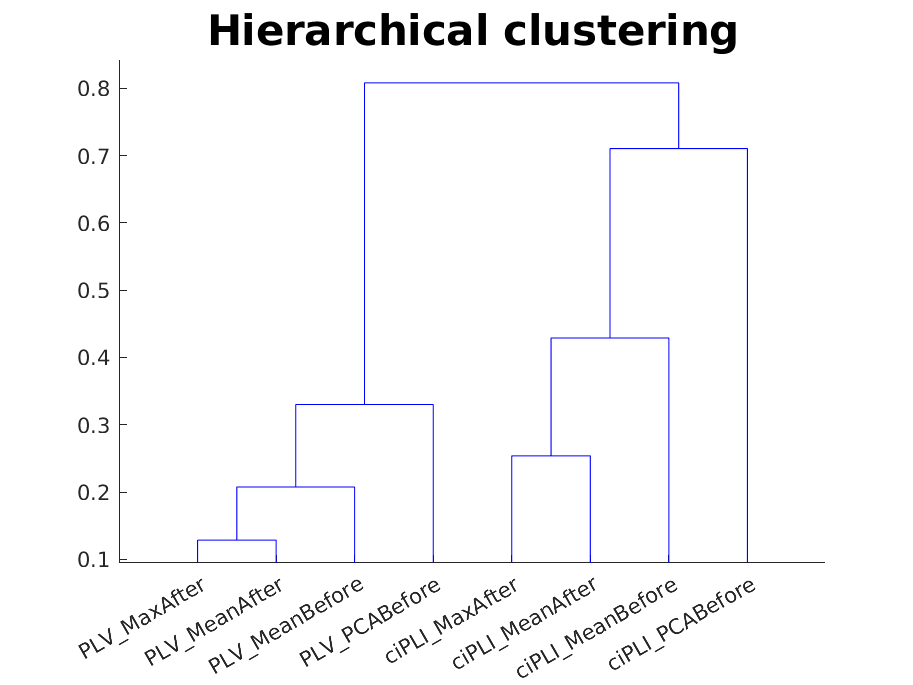 Hierarchical clustering
0.8
0.7
0.6
0.5
0.4
0.3
0.2
0.1
PLV_MaxAfter
PLV_MeanAfter
PLV_MeanBefore
PLV_PCABefore
ciPLI_MaxAfter
ciPLI_MeanAfter
ciPLI_MeanBefore
ciPLI_PCABefore